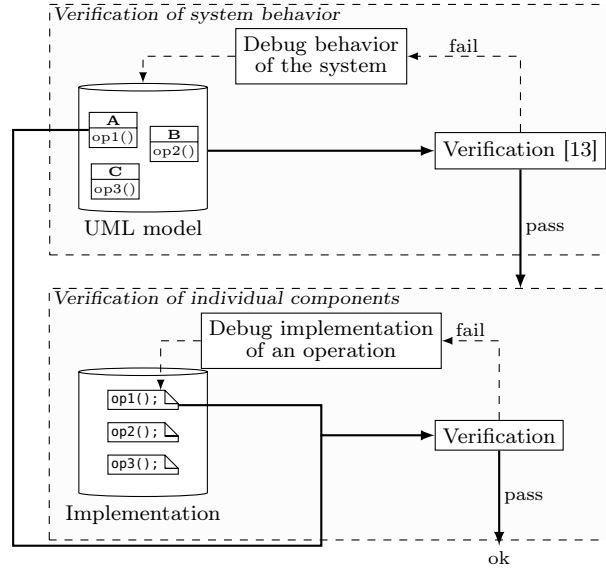 Verification of system behavior
Debug behavior
of the system
fail
A
op1()
B
op2()
C
op3()
UML model
Verification [13]
pass
Verification of individual components
Debug implementation
of an operation
fail
op1();
op2();
op3();
Implementation
Verification
pass
ok